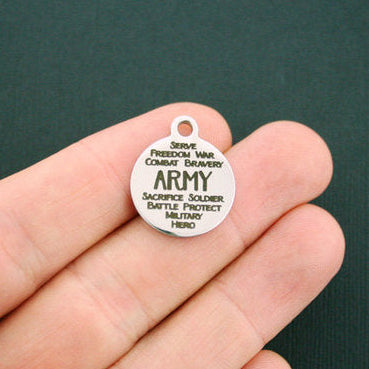 Serve
Freedom War
Combat Bravery
ARMY
Sacrifice Soldier
Battle Protect
Military
Hero